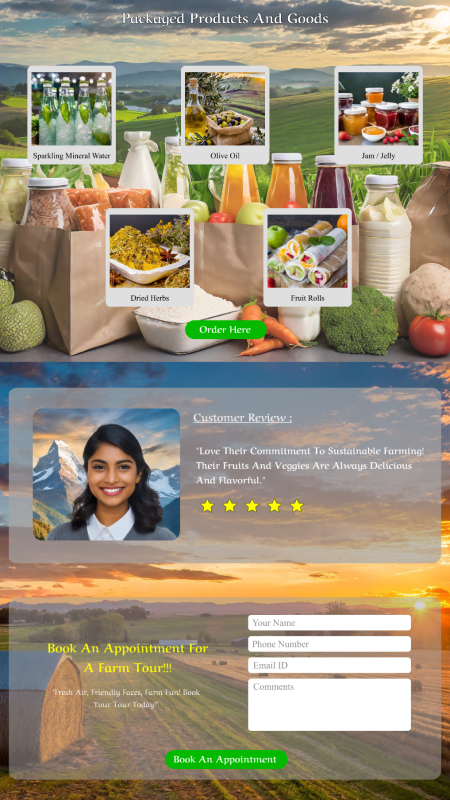 Packaged Products And Goods
Sparkling Mineral Water
Olive Oil
Jam / Jelly
Dried Herbs
Fruit Rolls
Order Here
Customer Review :
"Love Their Commitment To Sustainable Farming!
Their Fruits And Veggies Are Always Delicious
And Flavorful."
Book An Appointment For
A Farm Tour!!!
"Fresh Air, Friendly Faces, Farm Fun! Book
Your Tour Today!"
Your Name
Phone Number
Email ID
Comments
Book An Appointment